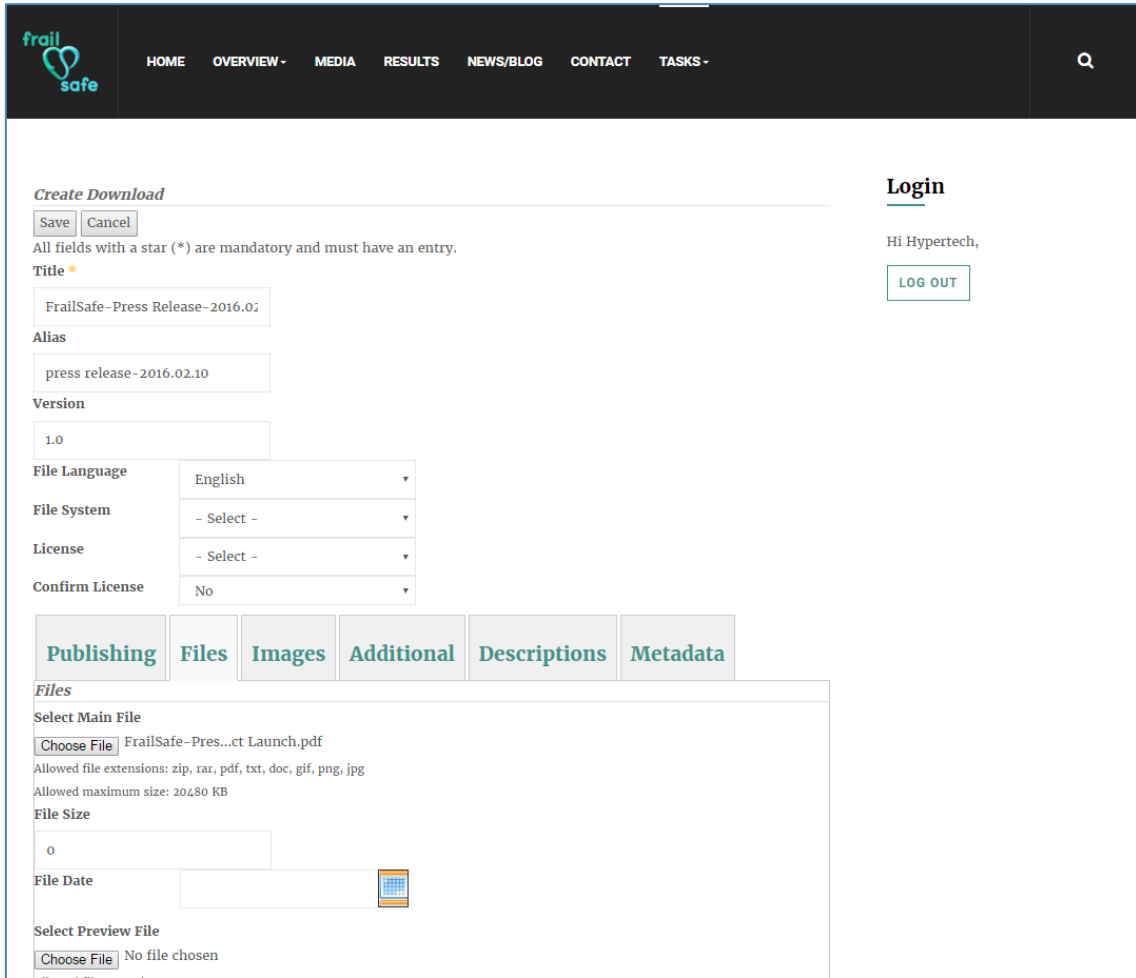 frail
safe
HOME OVERVIEW MEDIA RESULTS NEWS/BLOG CONTACT TASKS
Create Download
Save Cancel
All fields with a star (*) are mandatory and must have an entry.
Title *
FrailSafe-Press Release-2016.02
Alias
press release-2016.02.10
Version
1.0
File Language English
File System - Select -
License - Select -
Confirm License No
Publishing Files Images Additional Descriptions Metadata
Files
Select Main File
Choose File FrailSafe-Pres...ct Launch.pdf
Allowed file extensions: zip, rar, pdf, txt, doc, gif, png, jpg
Allowed maximum size: 20480 KB
File Size
0
File Date
Select Preview File
Choose File No file chosen
Login
Hi Hypertech,
LOG OUT